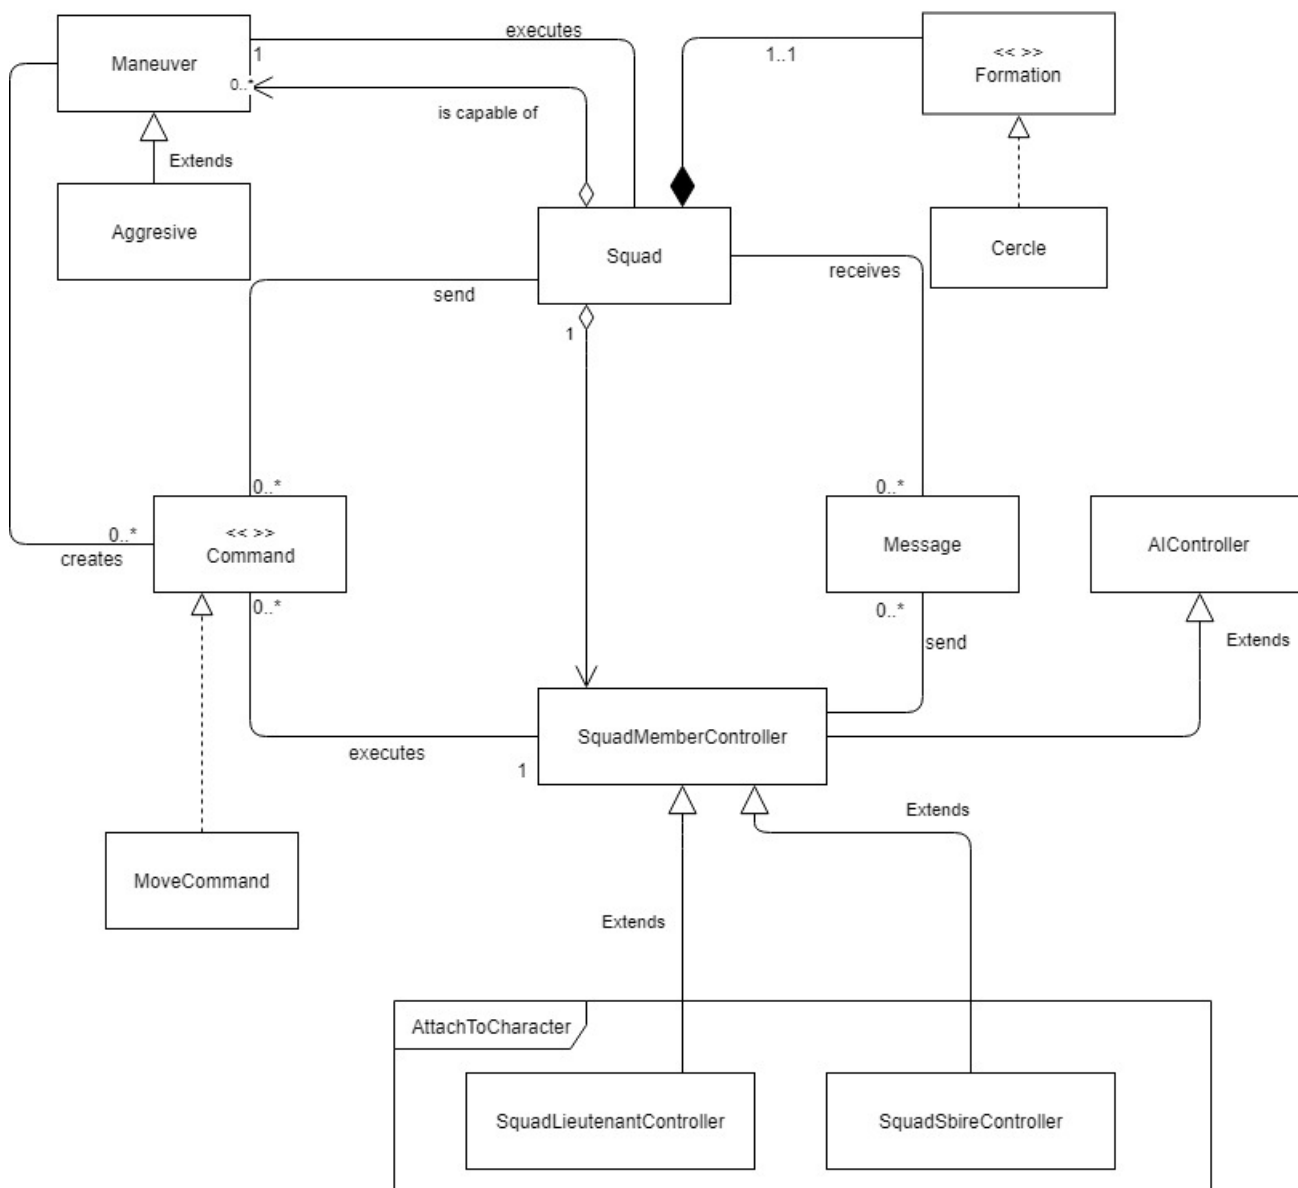 executes
1
Maneuver
0..*
is capable of
1..1
<< >>
Formation
Extends
Aggresive
Squad
Cercle
receives
send
1
0..*
0..*
0..*
creates
<< >>
Command
Message
AIController
0..*
0..*
send
Extends
SquadMemberController
executes
1
Extends
MoveCommand
Extends
AttachToCharacter
SquadLieutenantController
SquadSbireController